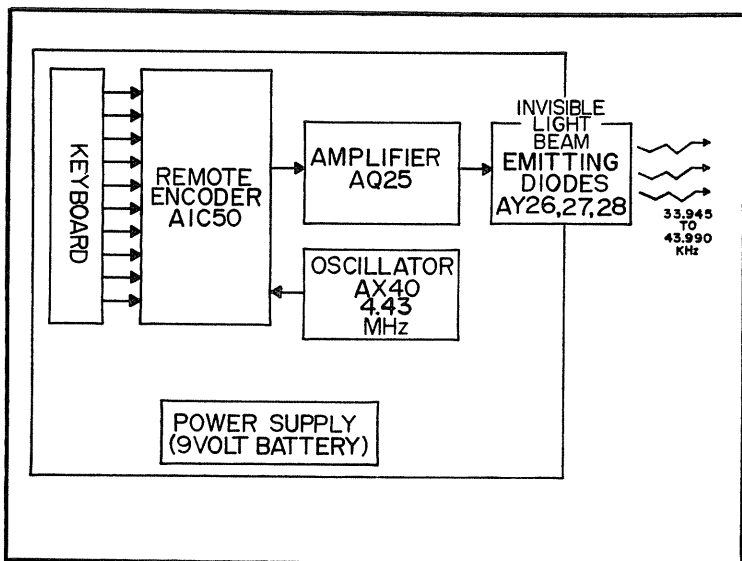 KEYBOARD
REMOTE
ENCODER
AIC50
AMPLIFIER
AQ25
OSCILLATOR
AX40
4.43
MHz
INVISIBLE
LIGHT
BEAM
EMITTING
DIODES
AY26,27,28
33.945
TO
43.990
KHz
POWER SUPPLY
(9VOLT BATTERY)